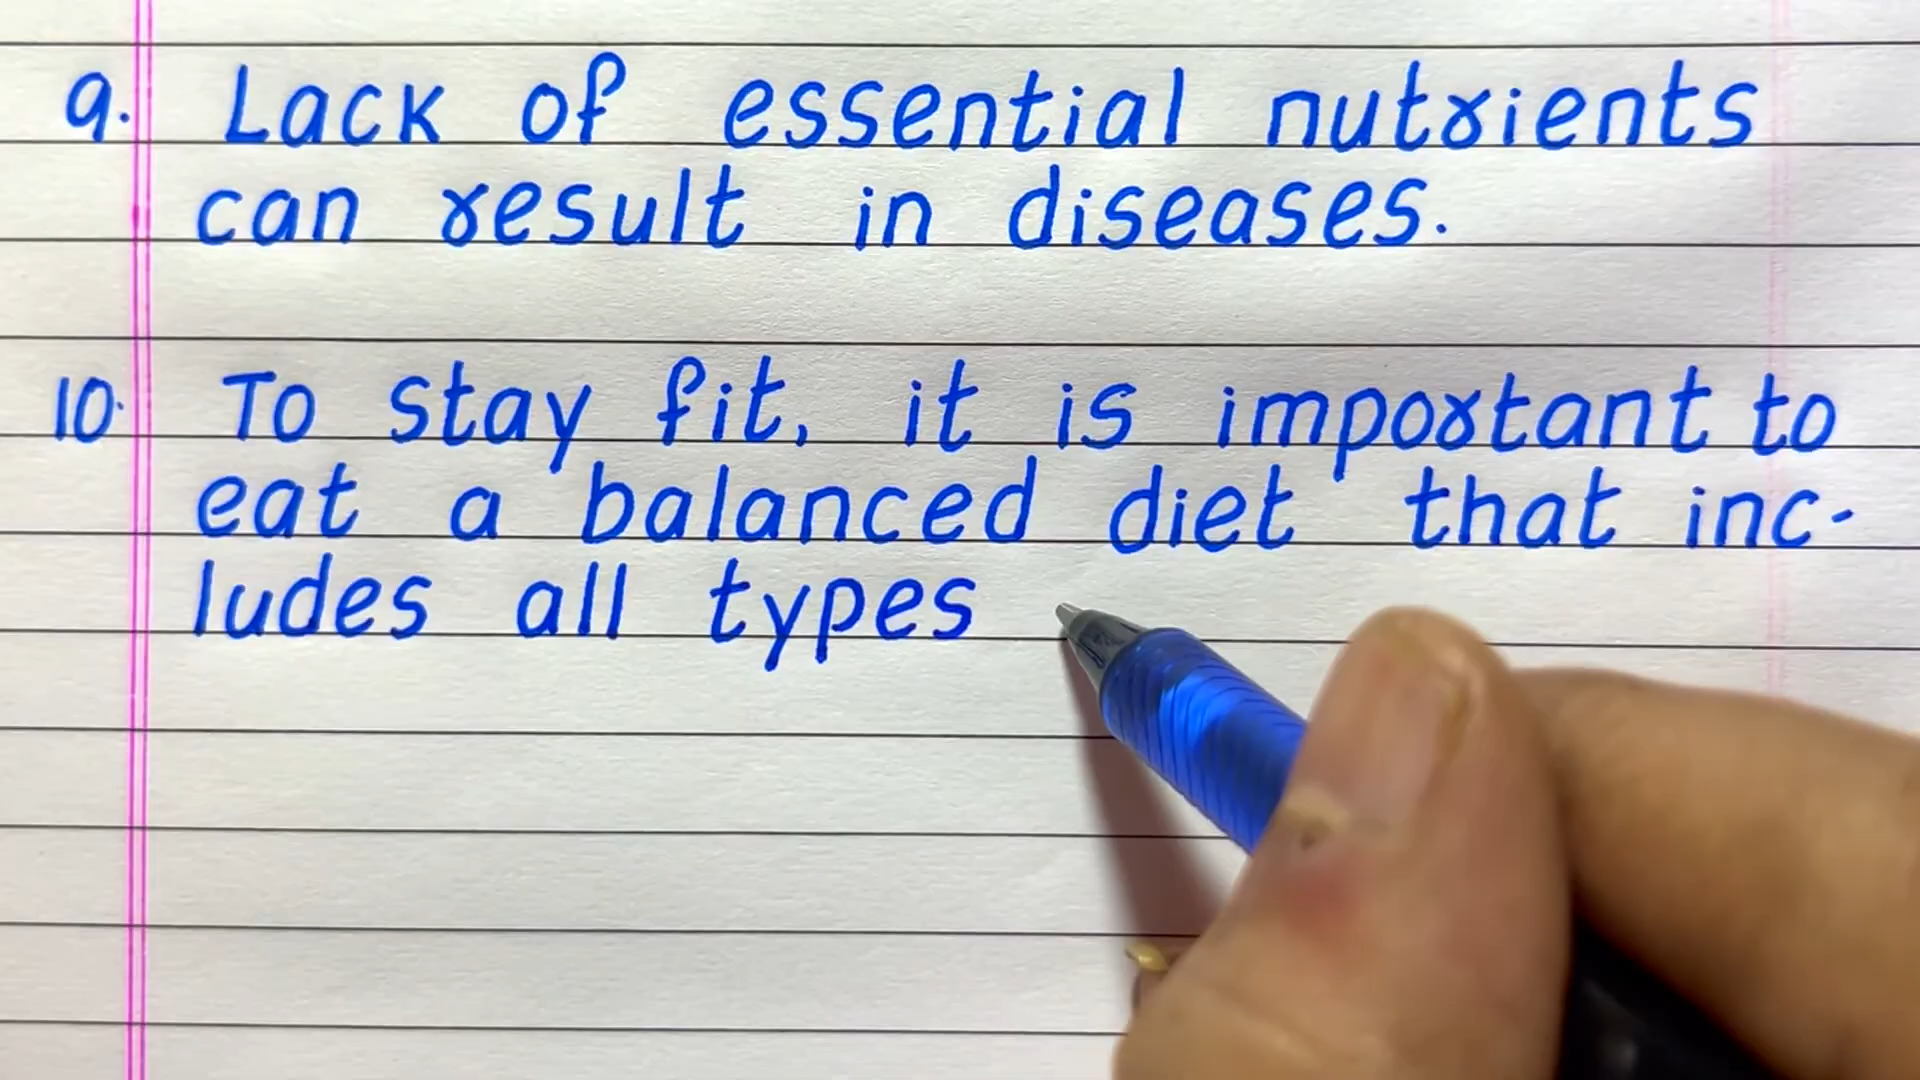 9. Lack of essential nutrients
can result in diseases.
10. To stay fit, it is important to
eat a balanced diet that inc-
ludes all types